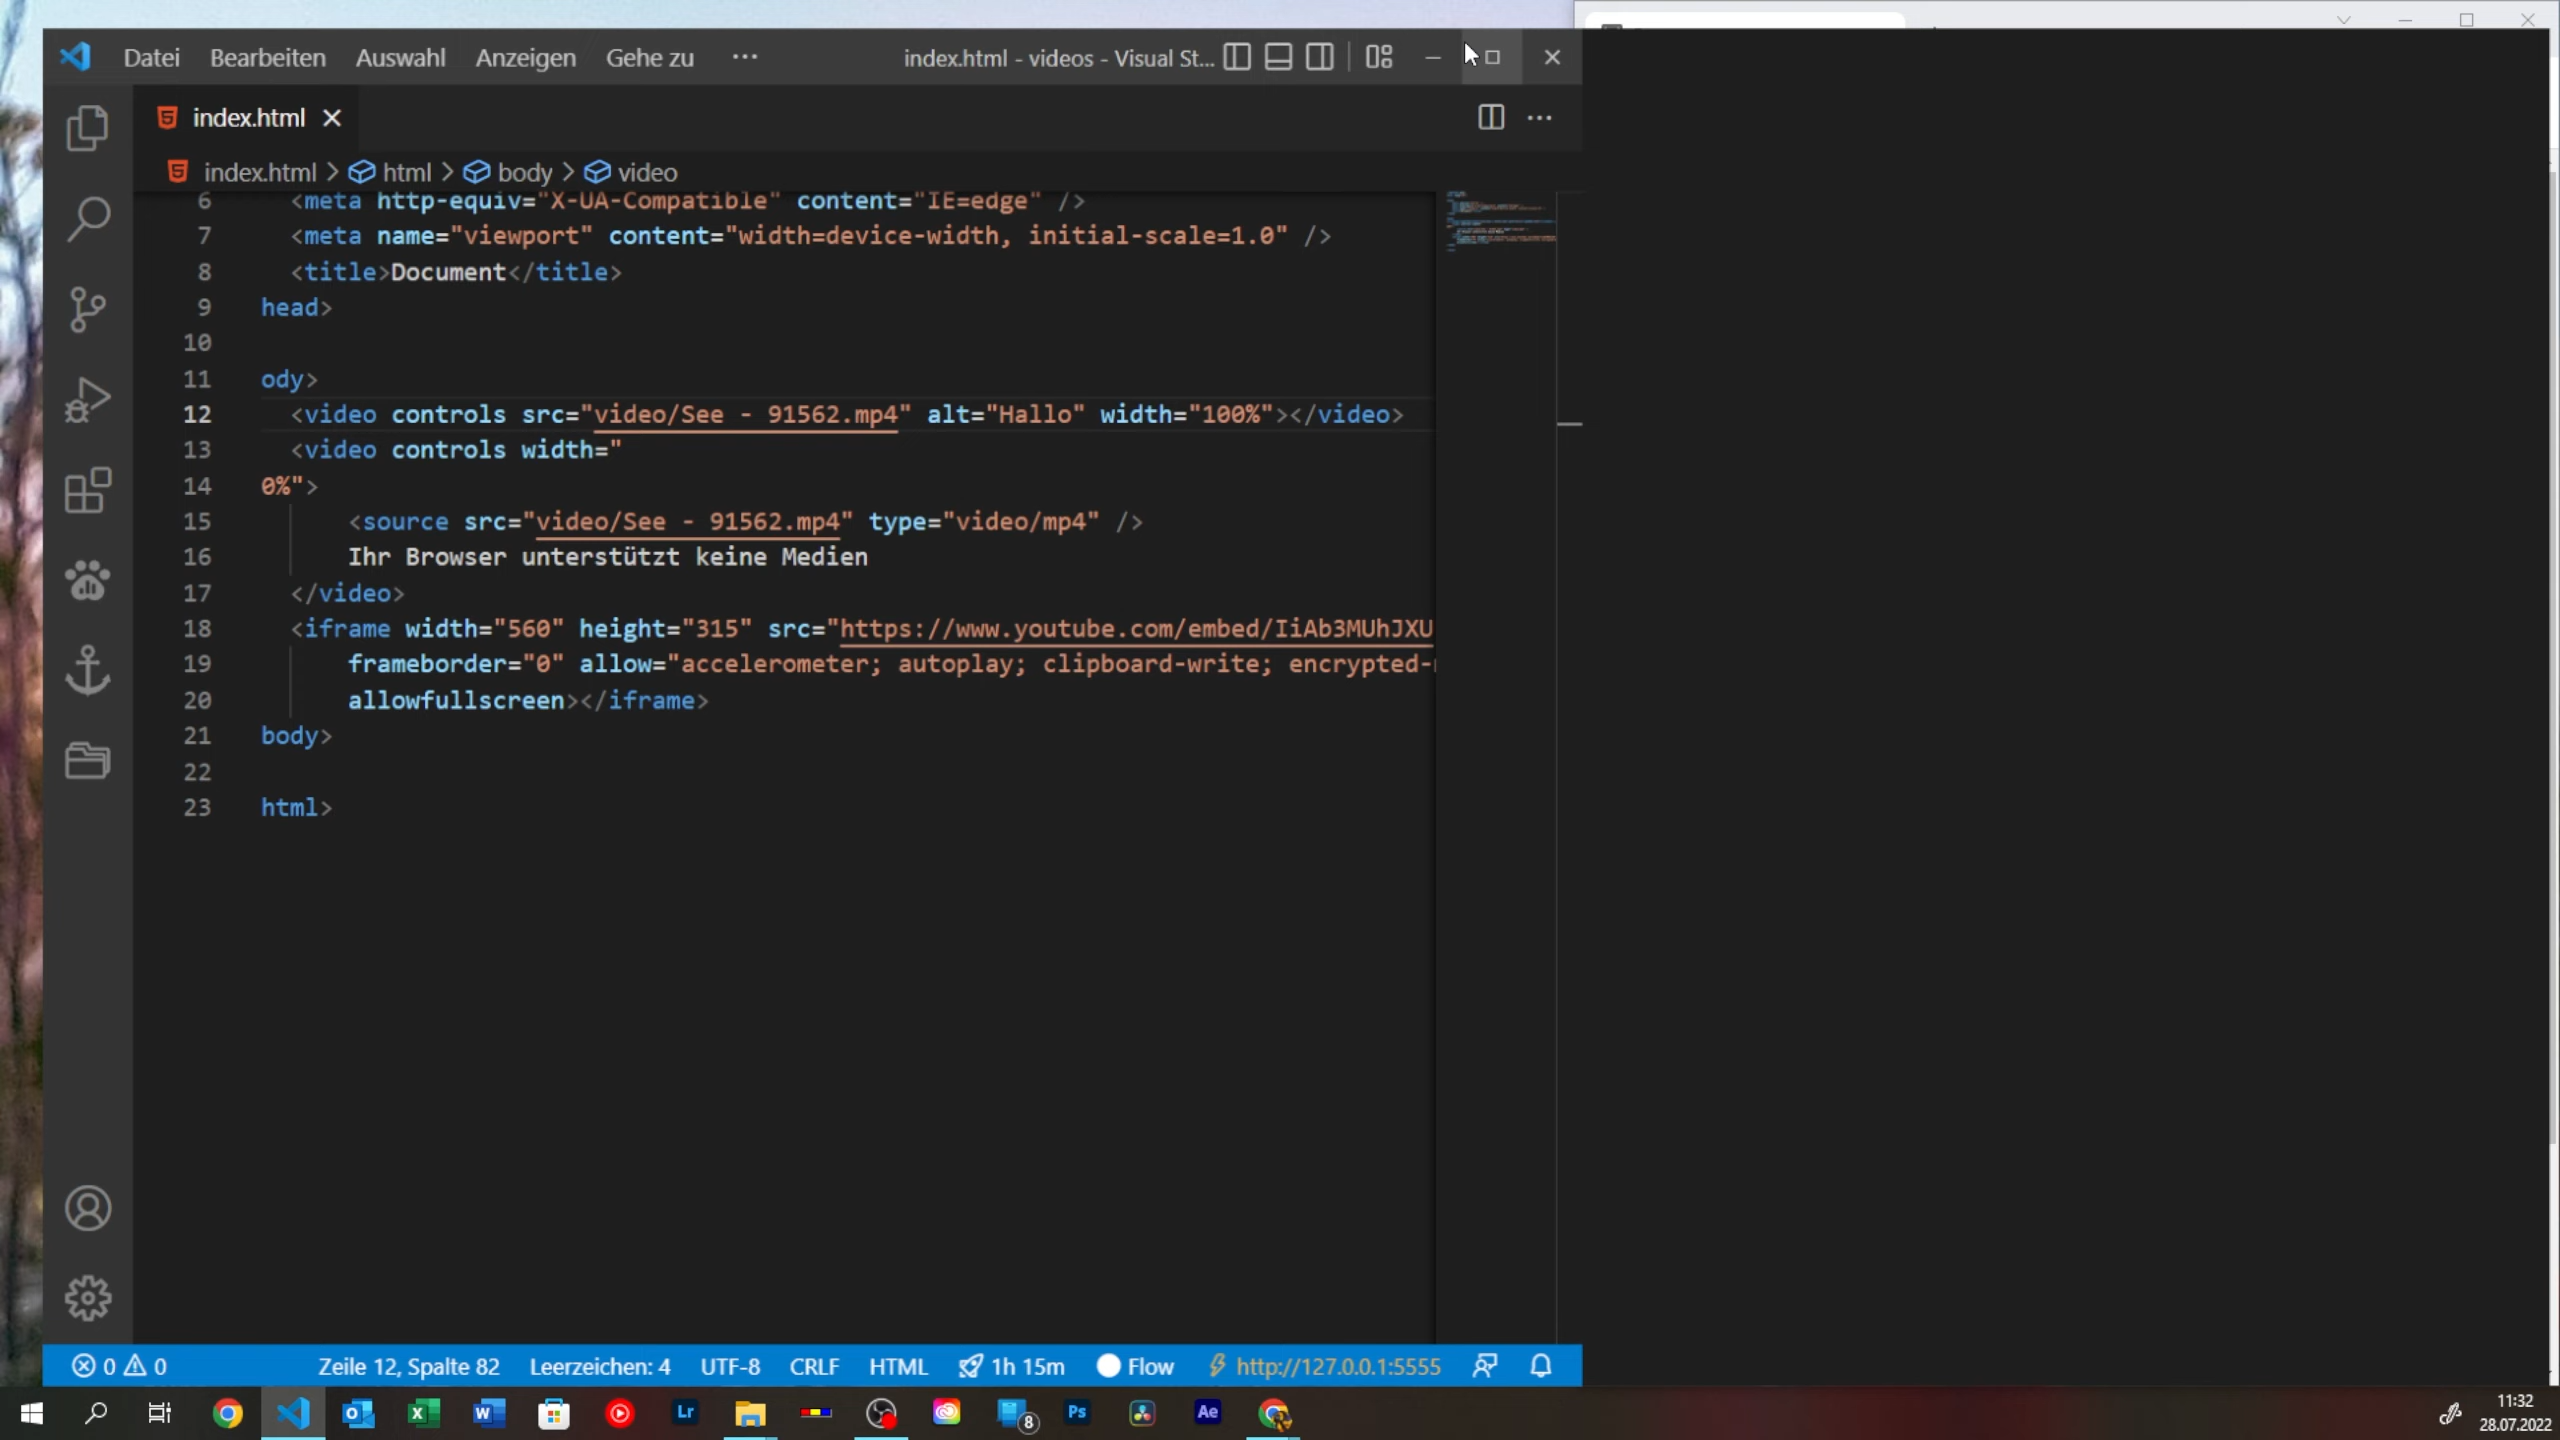 Datei Bearbeiten Auswahl Anzeigen Gehe zu ··· index.html - videos - Visual St...
index.html
index.html > html > body > video
6 <meta http-equiv="X-UA-Compatible" content="IE=edge" />
7 <meta name="viewport" content="width=device-width, initial-scale=1.0" />
8 <title>Document</title>
9 head>
10
11 ody>
12 <video controls src="video/See - 91562.mp4" alt="Hallo" width="100%"></video>
13 <video controls width="
14 0%">
15 <source src="video/See - 91562.mp4" type="video/mp4" />
16 Ihr Browser unterstützt keine Medien
17 </video>
18 <iframe width="560" height="315" src="https://www.youtube.com/embed/IiAb3MUhJXU
19 frameborder="0" allow="accelerometer; autoplay; clipboard-write; encrypted-
20 allowfullscreen></iframe>
21 body>
22
23 html>
0 0 Zeile 12, Spalte 82 Leerzeichen: 4 UTF-8 CRLF HTML 1h 15m Flow http://127.0.0.1:5555
Lr 8 Ps Ae 11:32
28.07.2022